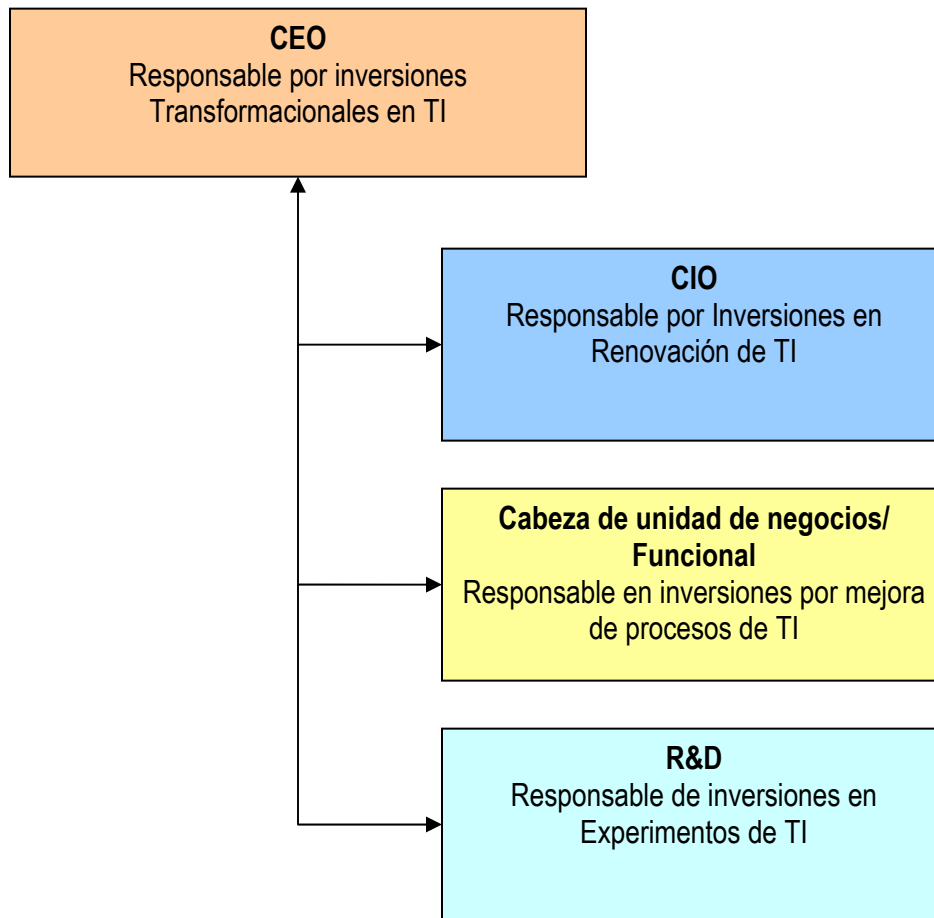 CEO
Responsable por inversiones
Transformacionales en TI
CIO
Responsable por Inversiones en
Renovación de TI
Cabeza de unidad de negocios/
Funcional
Responsable en inversiones por mejora
de procesos de TI
R&D
Responsable de inversiones en
Experimentos de TI